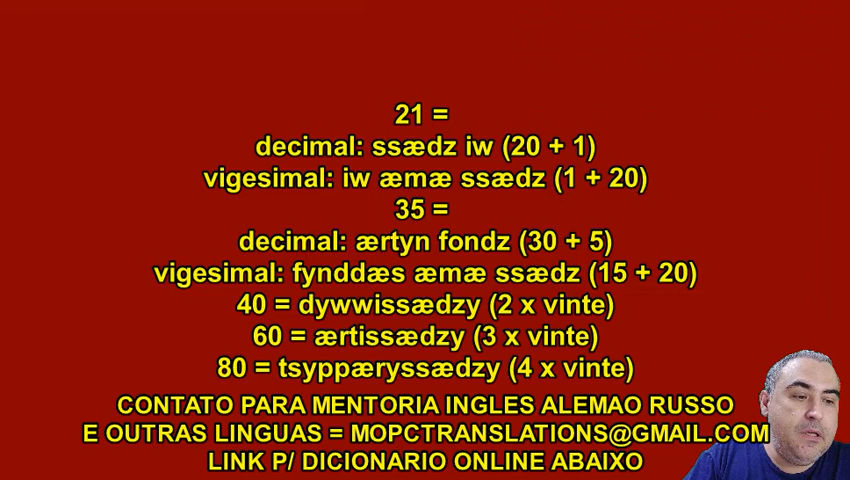 21 =
decimal: ssædz iw (20 + 1)
vigesimal: iw æmæ ssædz (1 + 20)
35 =
decimal: ærtyn fondz (30 + 5)
vigesimal: fynddæs æmæ ssædz (15 + 20)
40 = dywwissædzy (2 x vinte)
60 = ærtissædzy (3 x vinte)
80 = tsyppæryssædzy (4 x vinte)
CONTATO PARA MENTORIA INGLES ALEMAO RUSSO
E OUTRAS LINGUAS = MOPCTRANSLATIONS@GMAIL.COM
LINK P/ DICIONARIO ONLINE ABAIXO